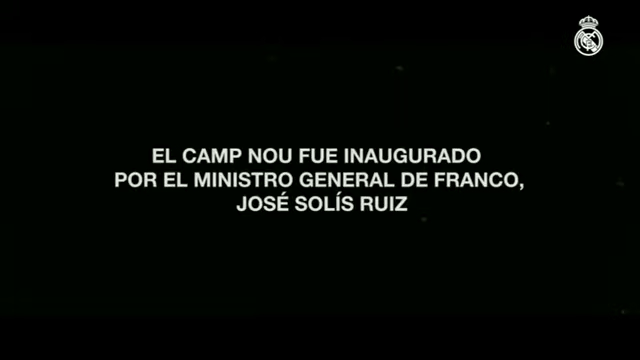 EL CAMP NOU FUE INAUGURADO
POR EL MINISTRO GENERAL DE FRANCO,
JOSÉ SOLÍS RUIZ